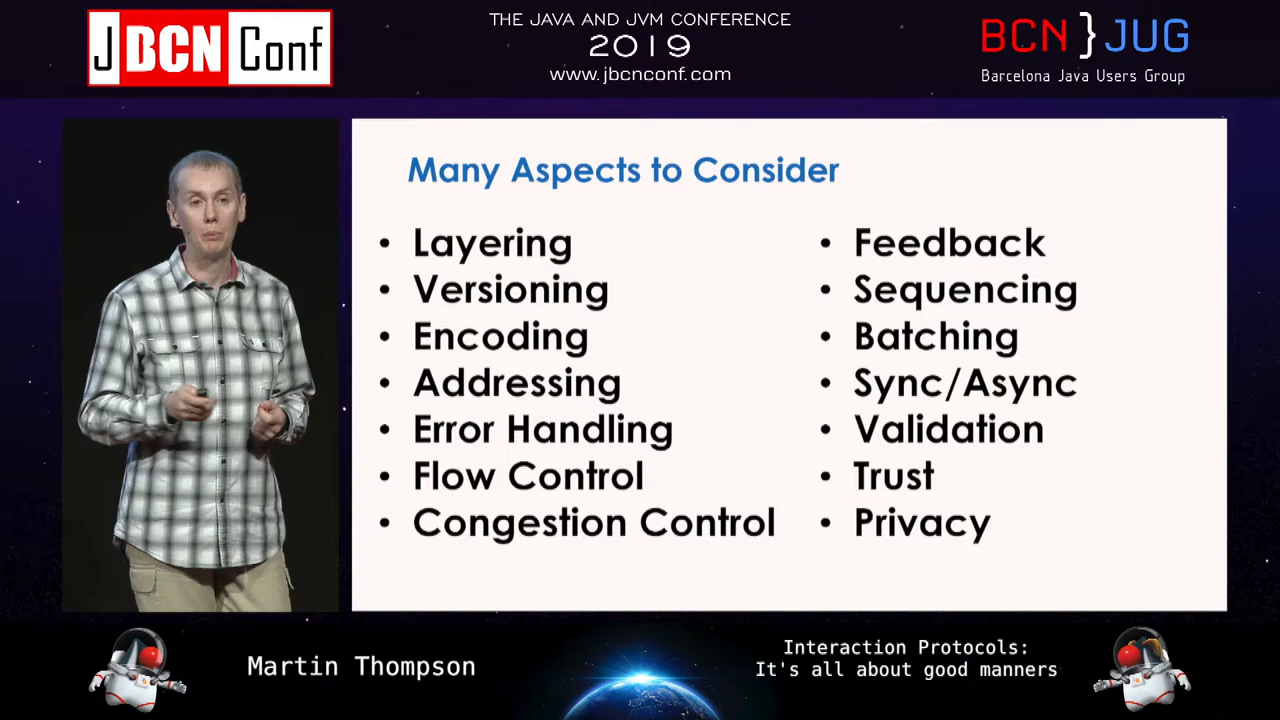 JBCNConf
THE JAVA AND JVM CONFERENCE
2019
www.jbcnconf.com
BCN}JUG
Barcelona Java Users Group
Many Aspects to Consider
• Layering
• Versioning
• Encoding
• Addressing
• Error Handling
• Flow Control
• Congestion Control
• Feedback
• Sequencing
• Batching
• Sync/Async
• Validation
• Trust
• Privacy
Martin Thompson
Interaction Protocols:
It's all about good manners